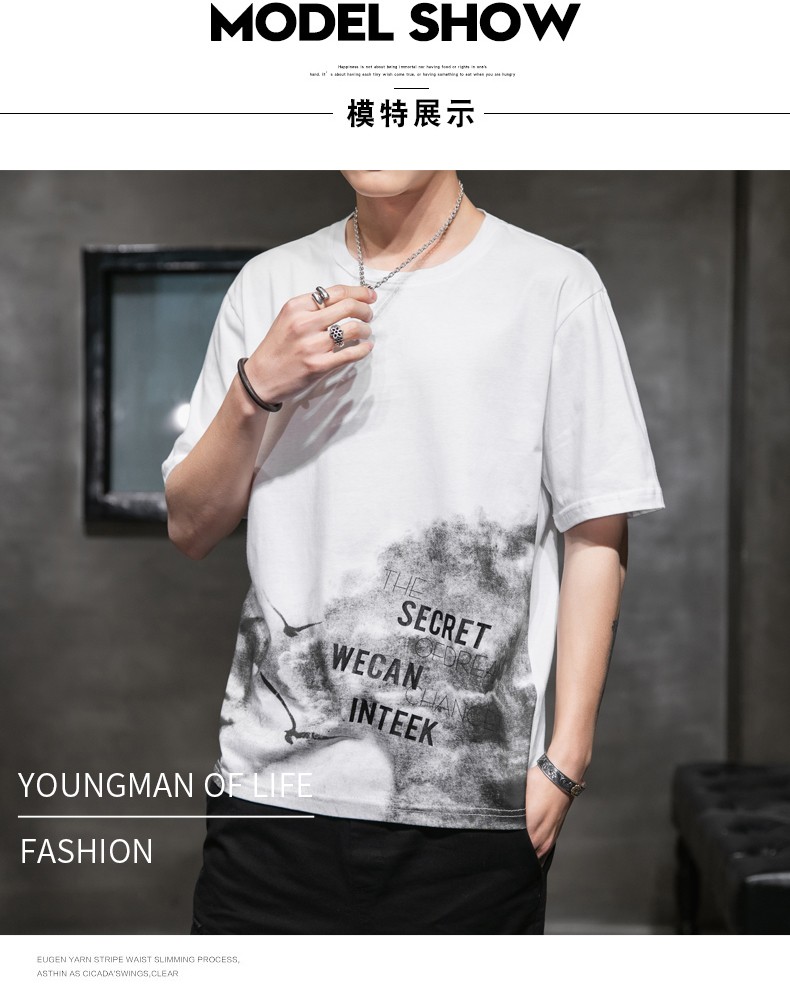 MODEL SHOW
Happiness is not about being immortal nor having food or rights in one's
hand. It's about having each tiny wish come true, or having something to eat when you are hungry
模特展示
THE
SECRET
WECAN
CHANG
INTEEK
YOUNGMAN OF LIFE
FASHION
EUGEN YARN STRIPE WAIST SLIMMING PROCESS,
ASTHIN AS CICADA'SWINGS,CLEAR